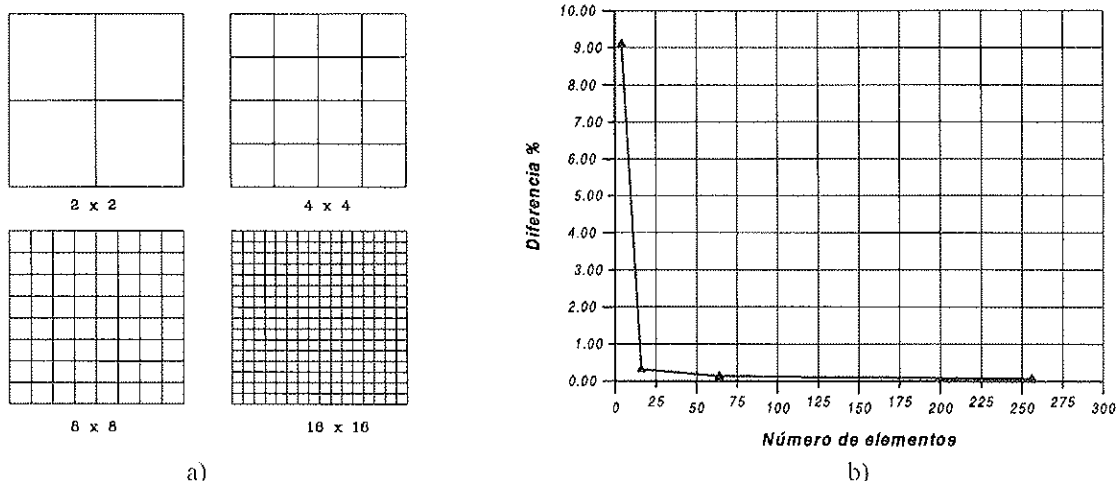 2 x 2
4 x 4
8 x 8
16 x 16
a)
10.00
9.00
8.00
7.00
6.00
5.00
4.00
3.00
2.00
1.00
0.00
Diferencia %
0 25 50 75 100 125 150 175 200 225 250 275 300
Número de elementos
b)